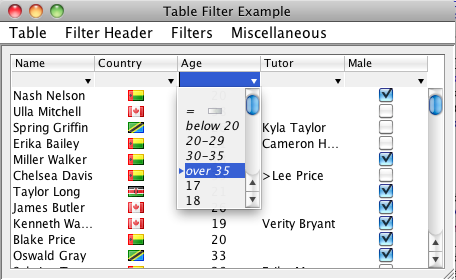 Table Filter Example
Table Filter Header Filters Miscellaneous
Name Country Age Tutor Male
Nash Nelson
Ulla Mitchell =
Spring Griffin below 20 Kyla Taylor
Erika Bailey 20-29 Cameron H...
Miller Walker 30-35
Chelsea Davis over 35 >Lee Price
Taylor Long 17
James Butler 18
Kenneth Wa... 19 Verity Bryant
Blake Price 20
Oswald Gray 33